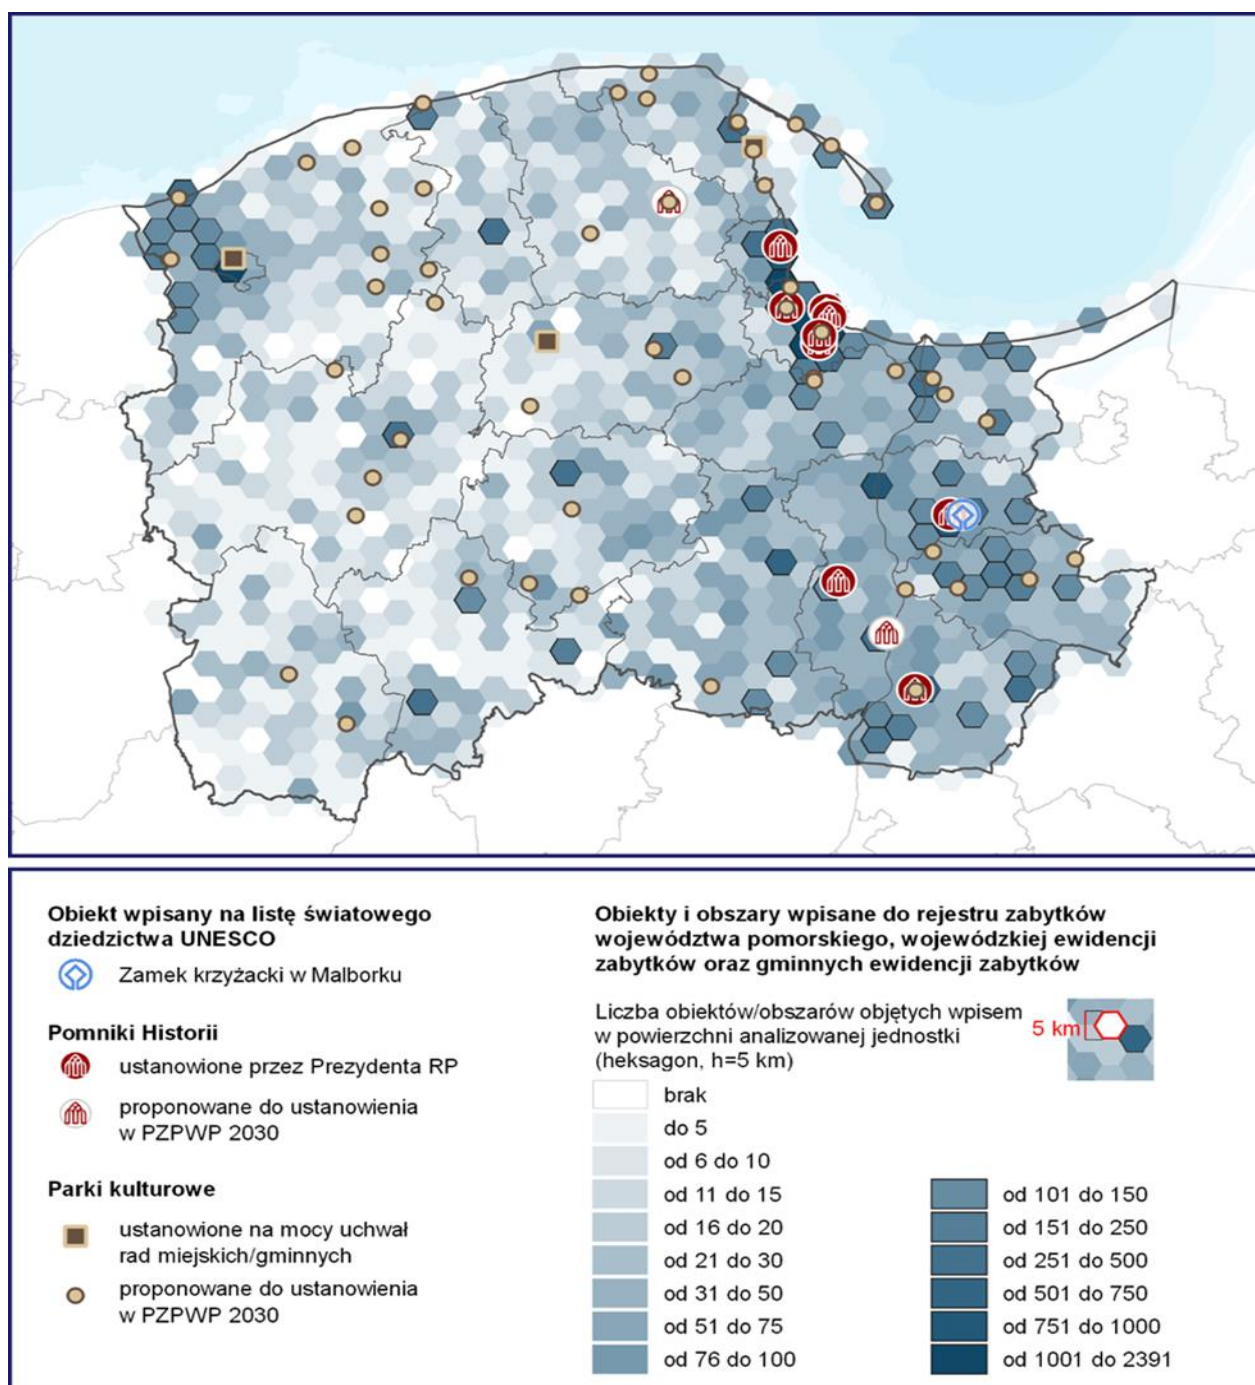 Obiekt wpisany na listę światowego
dziedzictwa UNESCO
Zamek krzyżacki w Malborku
Pomniki Historii
ustanowione przez Prezydenta RP
proponowane do ustanowienia
w PZPWP 2030
Parki kulturowe
ustanowione na mocy uchwał
rad miejskich/gminnych
proponowane do ustanowienia
w PZPWP 2030
Obiekty i obszary wpisane do rejestru zabytków
województwa pomorskiego, wojewódzkiej ewidencji
zabytków oraz gminnych ewidencji zabytków
Liczba obiektów/obszarów objętych wpisem
w powierzchni analizowanej jednostki
(heksagon, h=5 km)
5 km
brak
do 5
od 6 do 10
od 11 do 15
od 16 do 20
od 21 do 30
od 31 do 50
od 51 do 75
od 76 do 100
od 101 do 150
od 151 do 250
od 251 do 500
od 501 do 750
od 751 do 1000
od 1001 do 2391